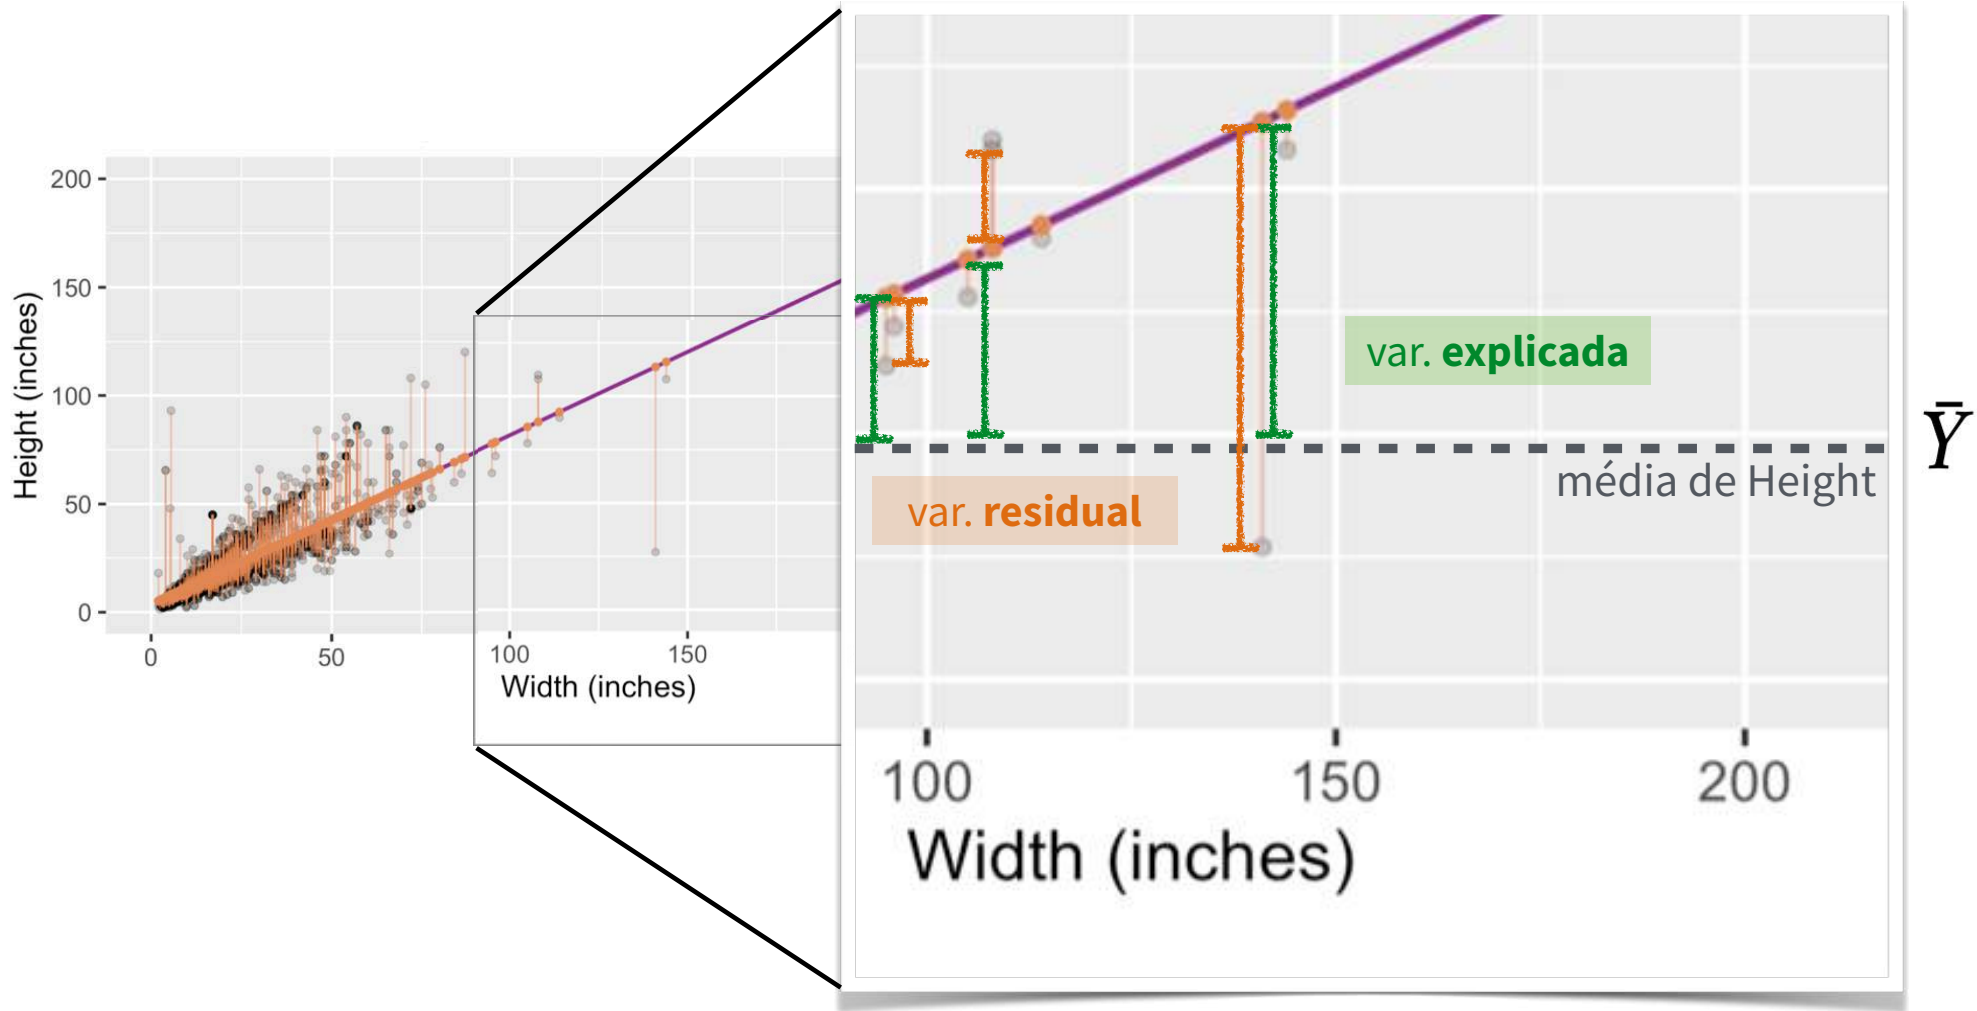 Height (inches)
200
150
100
50
0
0
50
100
150
Width (inches)
var. explicada
Ȳ
média de Height
var. residual
100
150
200
Width (inches)